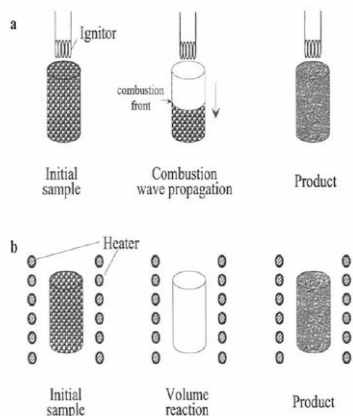 a
Ignitor
combustion
front
Initial
sample
Combustion
wave propagation
Product
b
Heater
Initial
sample
Volume
reaction
Product